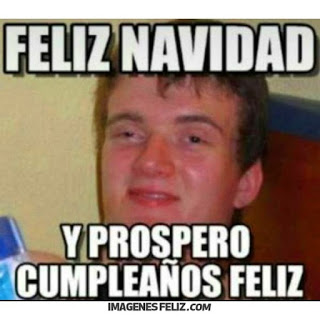 FELIZ NAVIDAD
Y PROSPERO
CUMPLEAÑOS FELIZ
IMAGENESFELIZ.COM